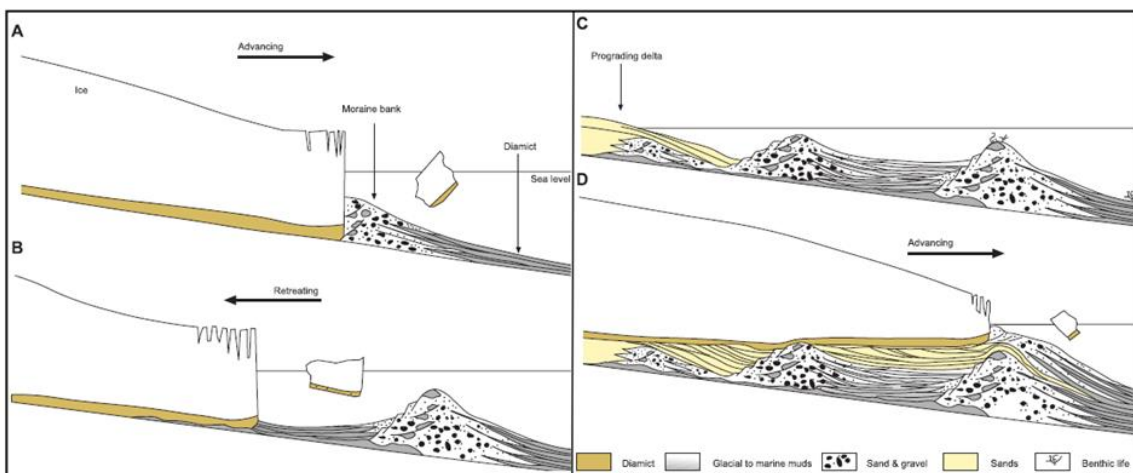 A
Advancing
Ice
Moraine bank
Diamict
Sea level
B
Retreating
C
Prograding delta
D
Advancing
Diamict
Glacial to marine muds
Sand & gravel
Sands
Benthic life